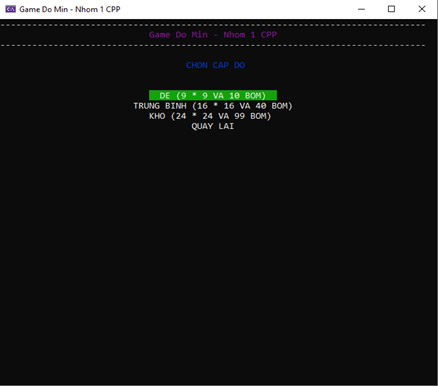 Game Do Min - Nhom 1 CPP
Game Do Min - Nhom 1 CPP
CHON CAP DO
DE (9 * 9 VA 10 BOM)
TRUNG BINH (16 * 16 VA 40 BOM)
KHO (24 * 24 VA 99 BOM)
QUAY LAI